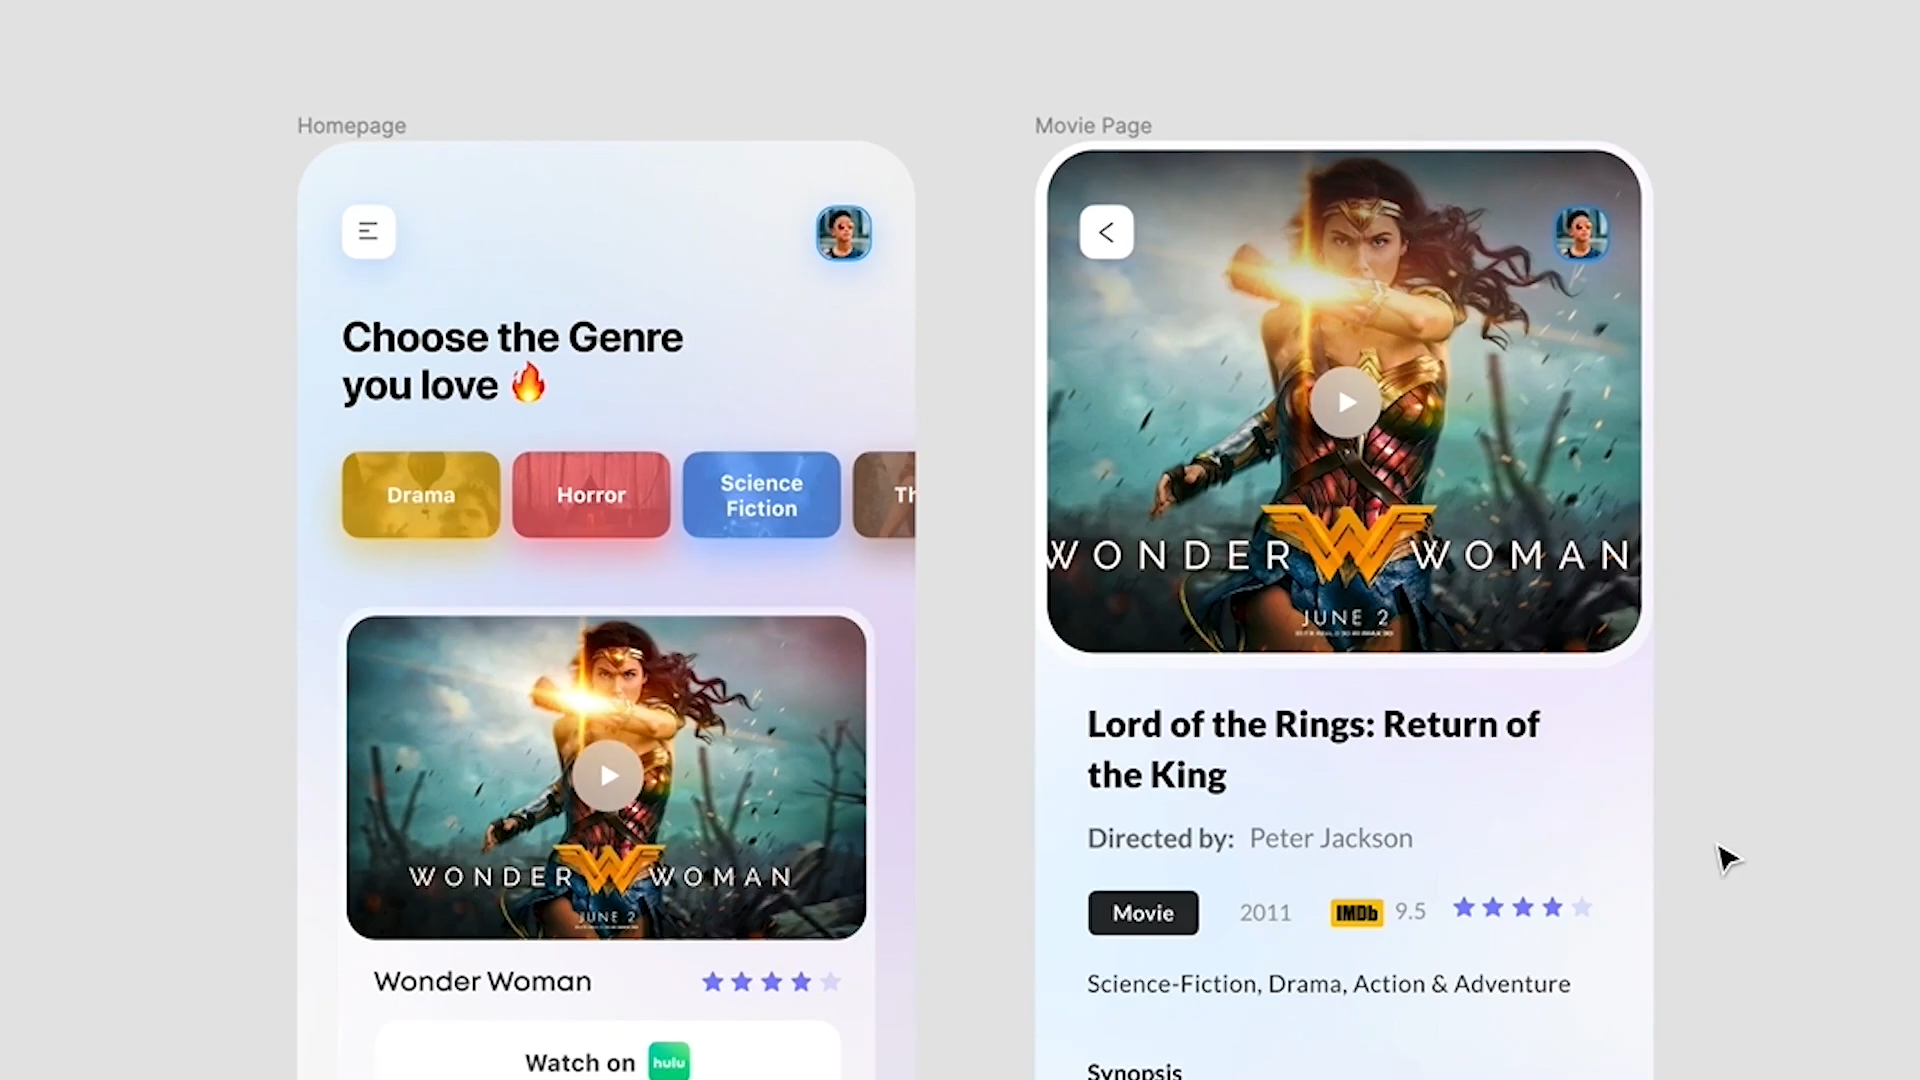 Homepage
Choose the Genre
you love 🔥
Drama
Horror
Science
Fiction
Th
WONDER WOMAN
JUNE 2
Wonder Woman
Watch on hulu
Movie Page
WONDER WOMAN
JUNE 2
Lord of the Rings: Return of
the King
Directed by: Peter Jackson
Movie 2011 IMDb 9.5
Science-Fiction, Drama, Action & Adventure
Synopsis